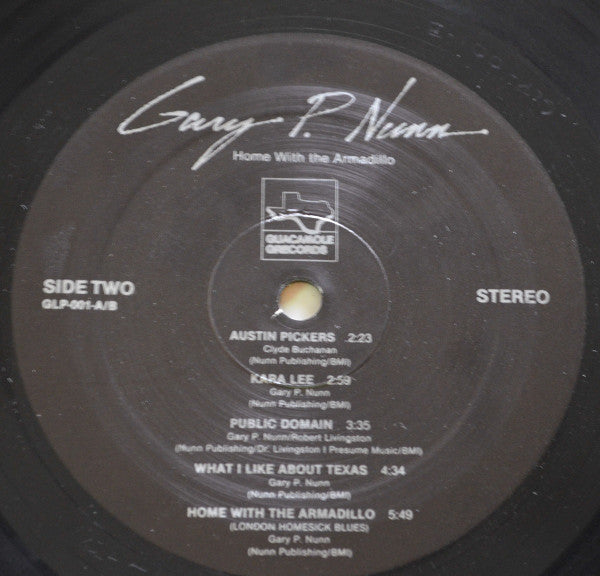 Gary P. Nunn
Home With the Armadillo
GUACAMOLE
RECORDS
SIDE TWO
GLP-001-A/B
STEREO
AUSTIN PICKERS 2:23
Clyde Buchanan
(Nunn Publishing/BMI)
KARA LEE 2:59
Gary P. Nunn
(Nunn Publishing/BMI)
PUBLIC DOMAIN 3:35
Gary P. Nunn/Robert Livingston
(Nunn Publishing/Dr. Livingston I Presume Music/BMI)
WHAT I LIKE ABOUT TEXAS 4:34
Gary P. Nunn
(Nunn Publishing/BMI)
HOME WITH THE ARMADILLO 5:49
(LONDON HOMESICK BLUES)
Gary P. Nunn
(Nunn Publishing/BMI)